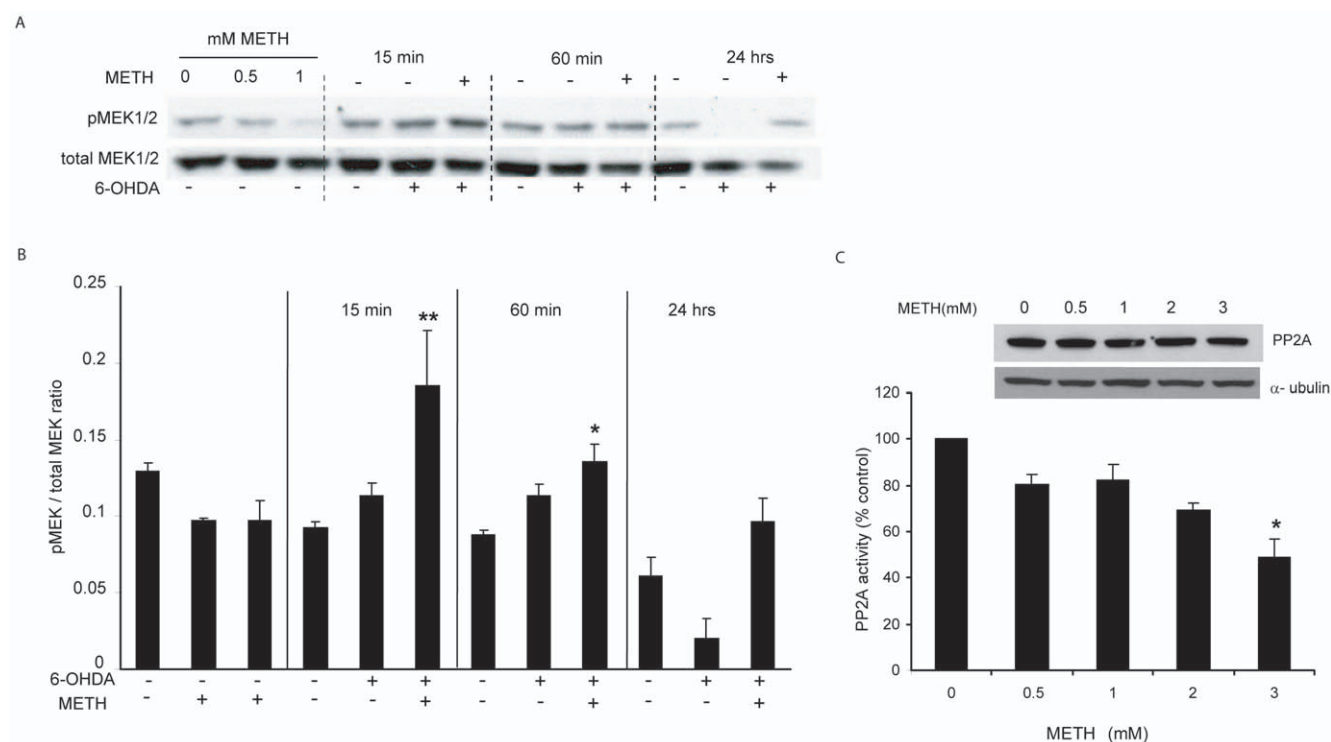 A
mM METH
15 min 60 min 24 hrs
METH 0 0.5 1 - - + - - + - +
pMEK1/2
total MEK1/2
6-OHDA - - - - + + - + + - + +
B
0.25
0.2
0.15
0.1
0.05
0
pMEK / total MEK ratio
15 min 60 min 24 hrs
** *
6-OHDA - - - - + + - + + - + +
METH - + + - - + - - + - - +
C
METH(mM) 0 0.5 1 2 3
PP2A
α- ubulin
120
100
80
60
40
20
0
PP2A activity (% control)
*
0 0.5 1 2 3
METH (mM)